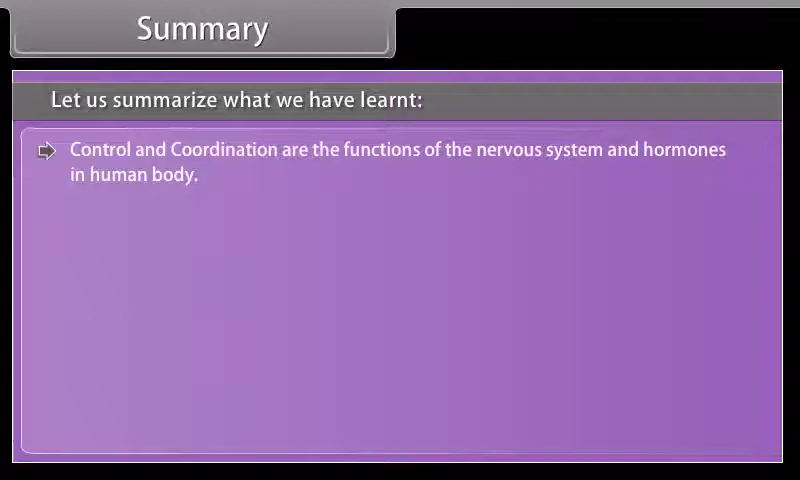 Summary
Let us summarize what we have learnt:
Control and Coordination are the functions of the nervous system and hormones
in human body.